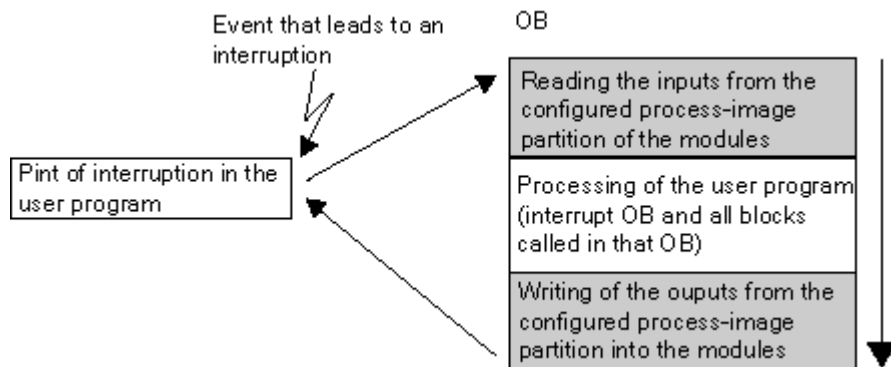 Event that leads to an
interruption
OB
Reading the inputs from the
configured process-image
partition of the modules
Pint of interruption in the
user program
Processing of the user program
(interrupt OB and all blocks
called in that OB)
Writing of the ouputs from the
configured process-image
partition into the modules